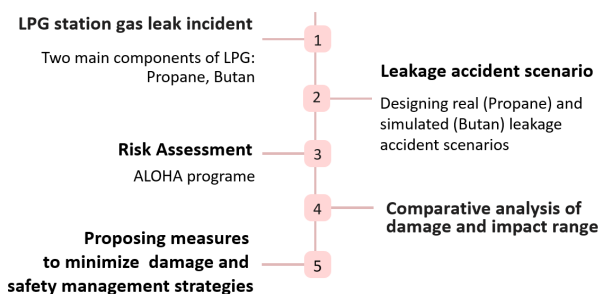 LPG station gas leak incident
1
Two main components of LPG:
Propane, Butan
Leakage accident scenario
2
Designing real (Propane) and
simulated (Butan) leakage
accident scenarios
Risk Assessment
3
ALOHA programe
4
Comparative analysis of
damage and impact range
Proposing measures
to minimize damage and
safety management strategies
5